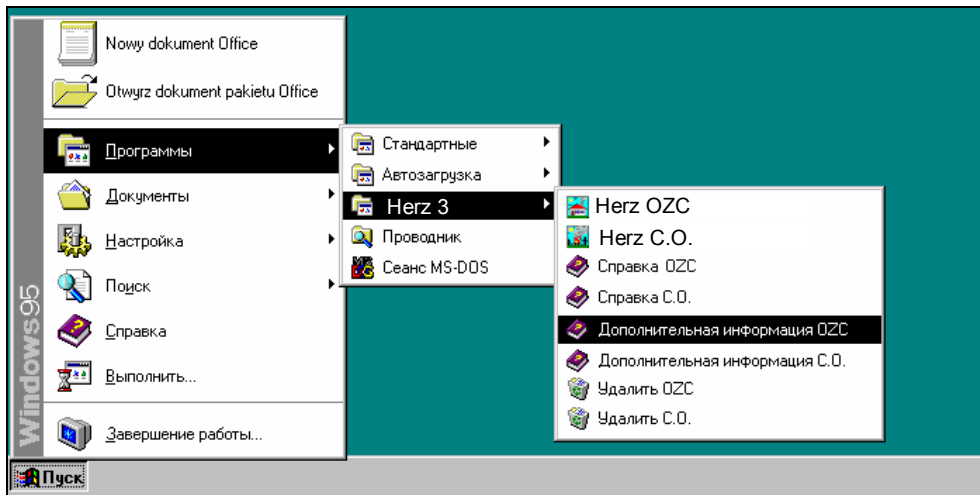 Nowy dokument Office
Otwyrz dokument pakietu Office
Программы
Документы
Настройка
Поиск
Справка
Выполнить...
Завершение работы...
Windows95
Пуск
Стандартные
Автозагрузка
Herz 3
Проводник
Сеанс MS-DOS
Herz OZC
Herz C.O.
Справка OZC
Справка C.O.
Дополнительная информация OZC
Дополнительная информация C.O.
Удалить OZC
Удалить C.O.